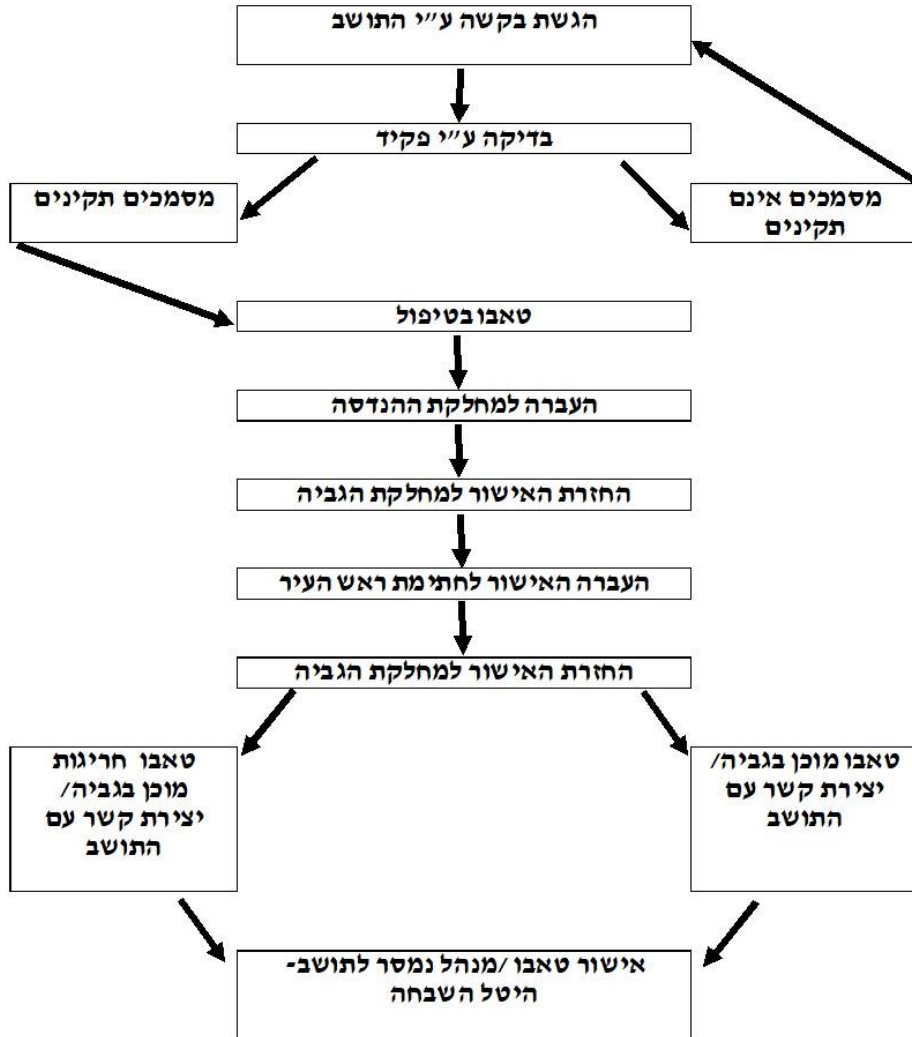 הגשת בקשה ע״י התושב
בדיקה ע״י פקיד
מסמכים אינם
תקינים
מסמכים תקינים
טאבו בטיפול
העברה למחלקת ההנדסה
החזרת האישור למחלקת הגביה
העברה האישור לחתימת ראש העיר
החזרת האישור למחלקת הגביה
טאבו מוכן בגביה/
יצירת קשר עם
התושב
טאבו חריגות
מוכן בגביה/
יצירת קשר עם
התושב
אישור טאבו /מנהל נמסר לתושב-
היטל השבחה